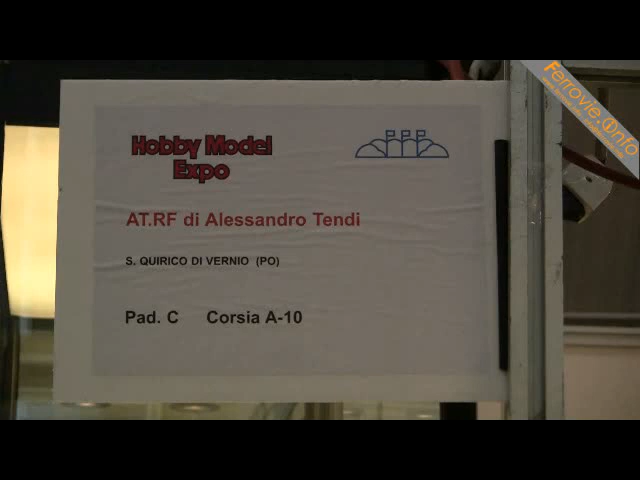 Hobby Model
Expo
AT.RF di Alessandro Tendi
S. QUIRICO DI VERNIO (PO)
Pad. C Corsia A-10
Ferrovie.info